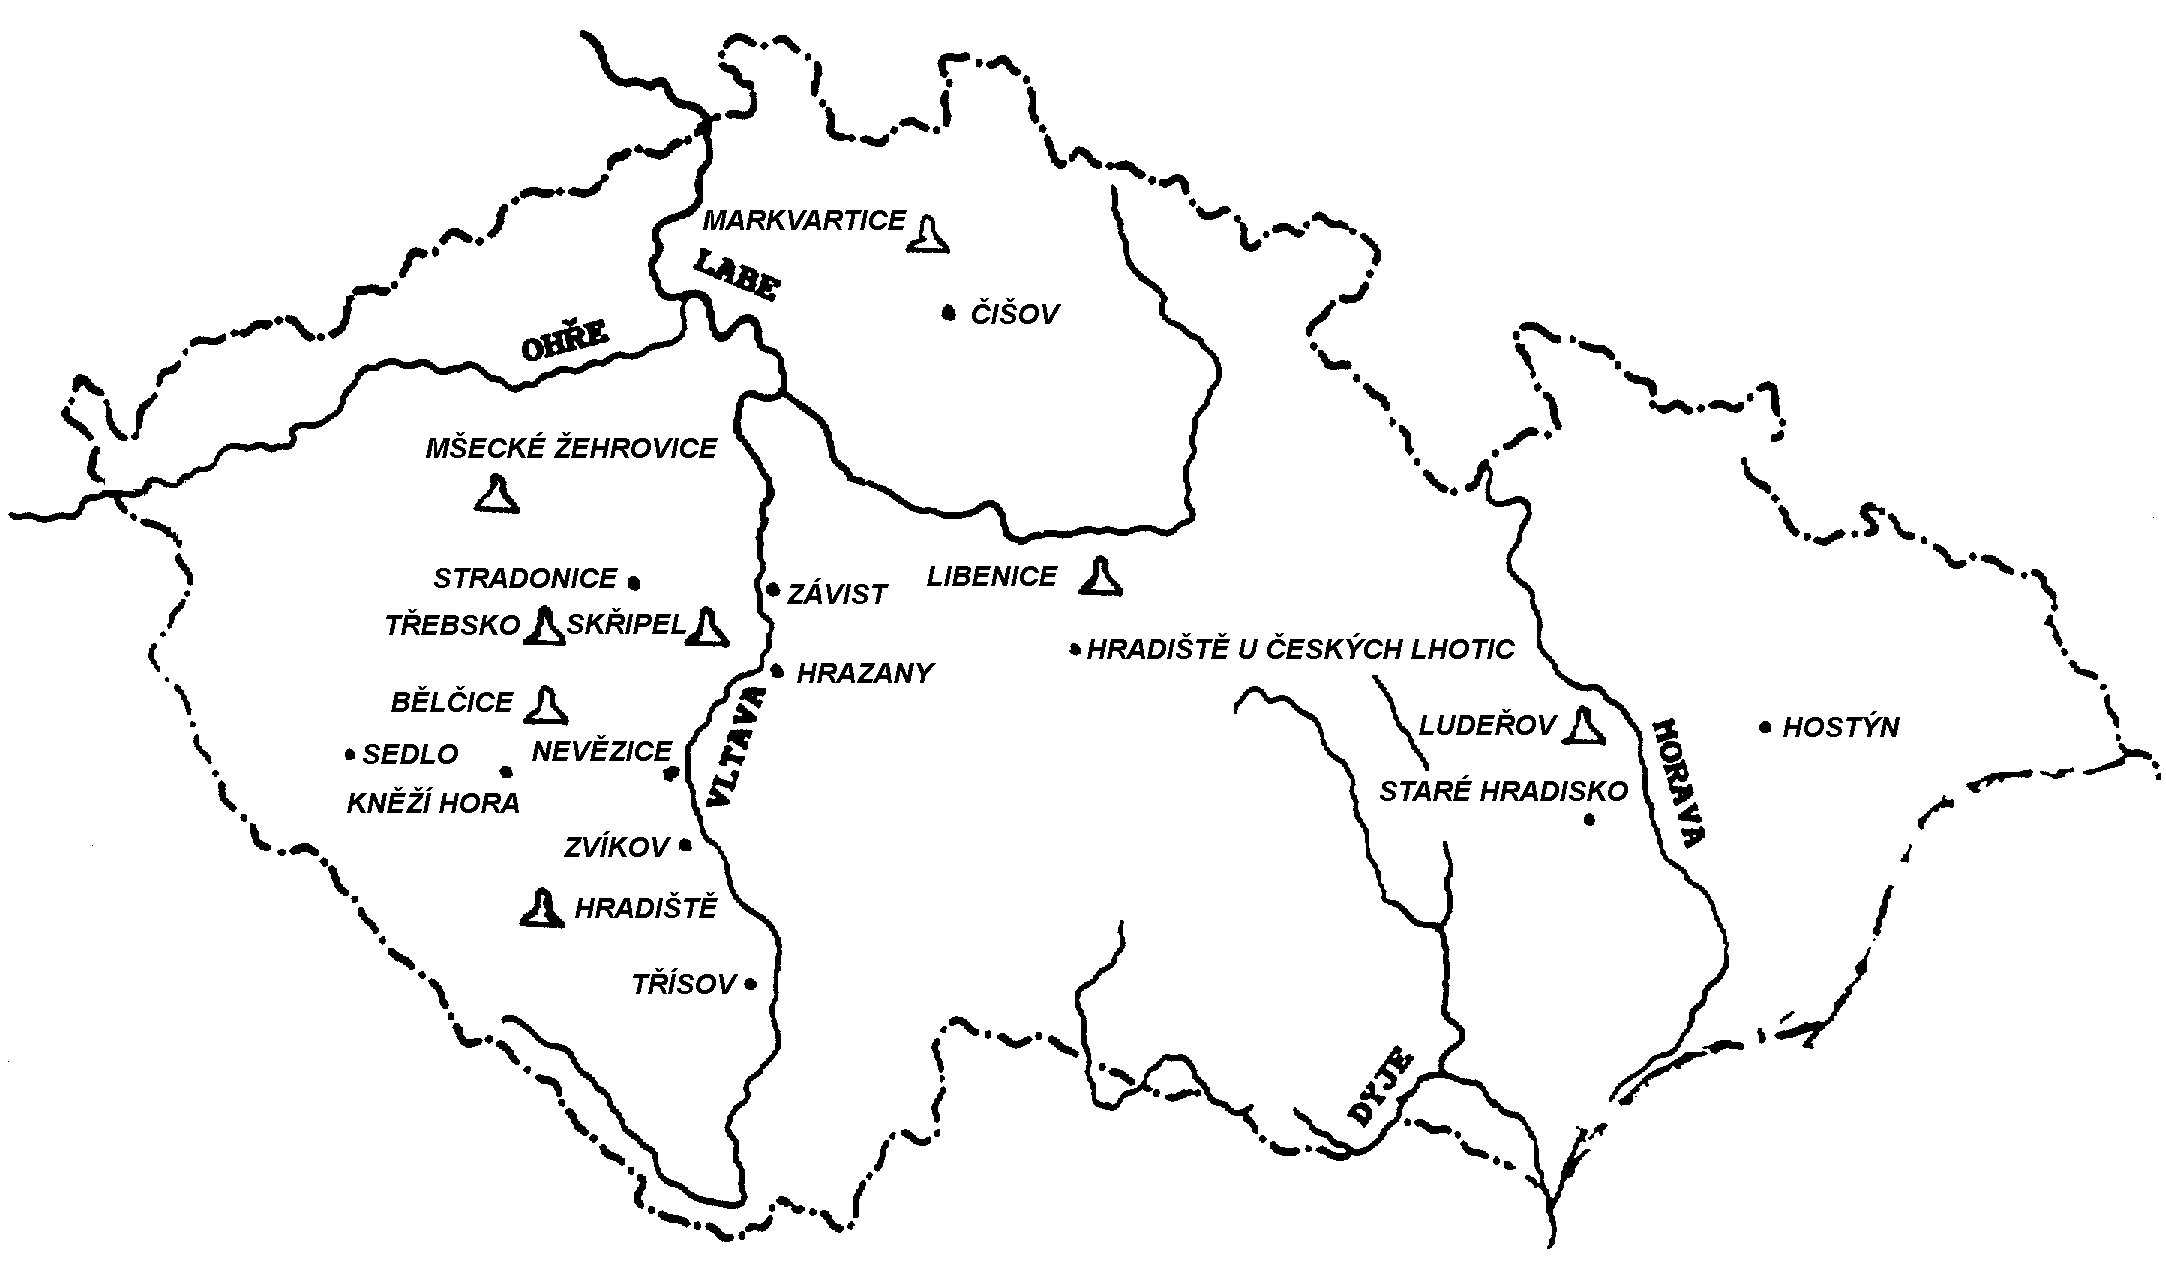 MARKVARTICE
LABE
ČIŠOV
OHŘE
MŠECKÉ ŽEHROVICE
STRADONICE
ZÁVIST
LIBENICE
TŘEBSKO
SKŘIPEL
HRADIŠTĚ U ČESKÝCH LHOTIC
HRAZANY
BĚLČICE
VLTAVA
LUDEŘOV
MORAVA
HOSTÝN
SEDLO
NEVĚZICE
KNĚŽÍ HORA
STARÉ HRADISKO
ZVÍKOV
HRADIŠTĚ
TŘÍSOV
DYJE